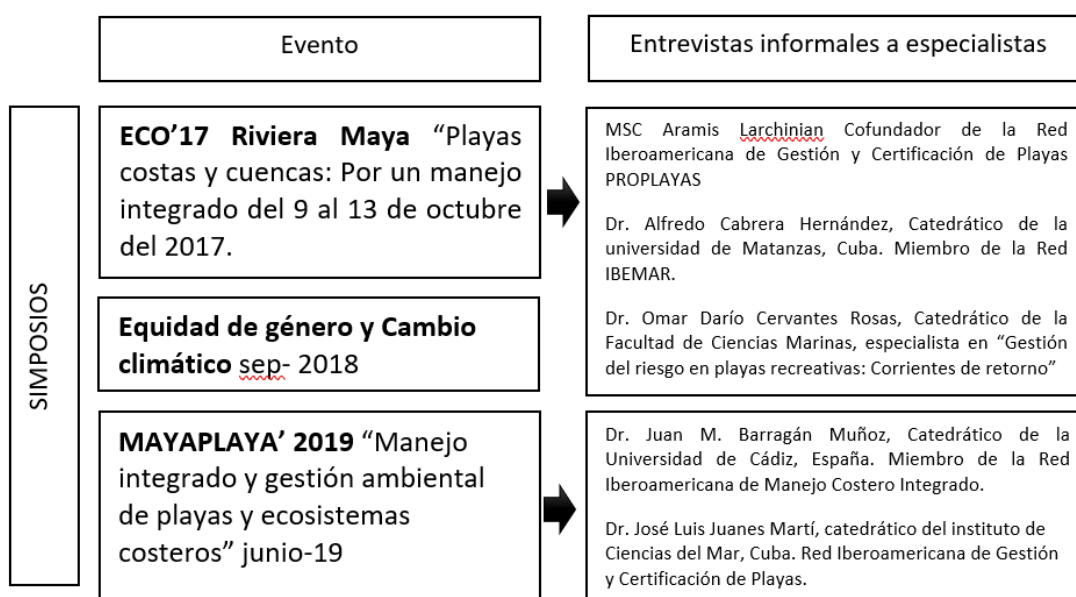 Evento
Entrevistas informales a especialistas
SIMPOSIOS
ECO’17 Riviera Maya “Playas
costas y cuencas: Por un manejo
integrado del 9 al 13 de octubre
del 2017.
MSC Aramis Larchinian Cofundador de la Red
Iberoamericana de Gestión y Certificación de Playas
PROPLAYAS
Dr. Alfredo Cabrera Hernández, Catedrático de la
universidad de Matanzas, Cuba. Miembro de la Red
IBEMAR.
Dr. Omar Darío Cervantes Rosas, Catedrático de la
Facultad de Ciencias Marinas, especialista en “Gestión
del riesgo en playas recreativas: Corrientes de retorno”
Equidad de género y Cambio
climático sep- 2018
MAYAPLAYA’ 2019 “Manejo
integrado y gestión ambiental
de playas y ecosistemas
costeros” junio-19
Dr. Juan M. Barragán Muñoz, Catedrático de la
Universidad de Cádiz, España. Miembro de la Red
Iberoamericana de Manejo Costero Integrado.
Dr. José Luis Juanes Martí, catedrático del instituto de
Ciencias del Mar, Cuba. Red Iberoamericana de Gestión
y Certificación de Playas.